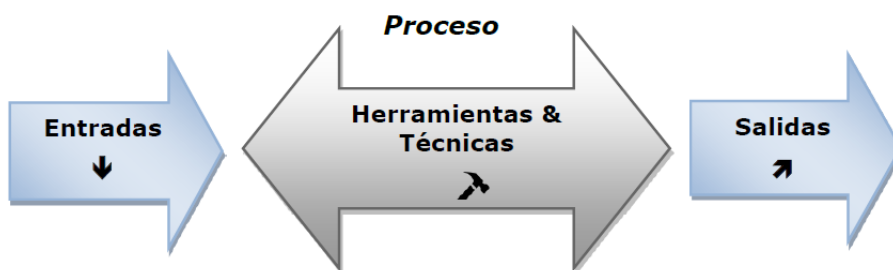 Proceso
Entradas
Herramientas &
Técnicas
Salidas